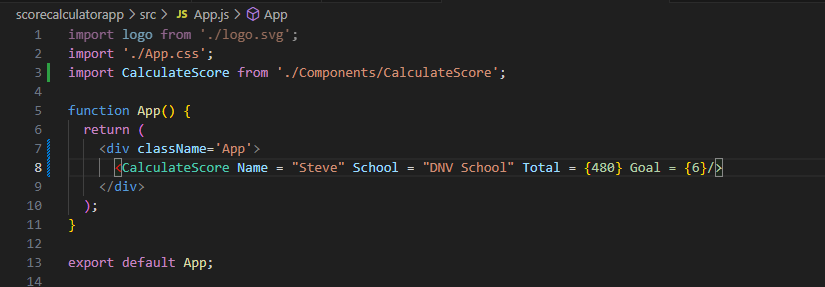 scorecalculatorapp > src > JS App.js > App
1 import logo from './logo.svg';
2 import './App.css';
3 import CalculateScore from './Components/CalculateScore';
4
5 function App() {
6 return (
7 <div className='App'>
8 <CalculateScore Name = "Steve" School = "DNV School" Total = {480} Goal = {6}/>
9 </div>
10 );
11 }
12
13 export default App;
14